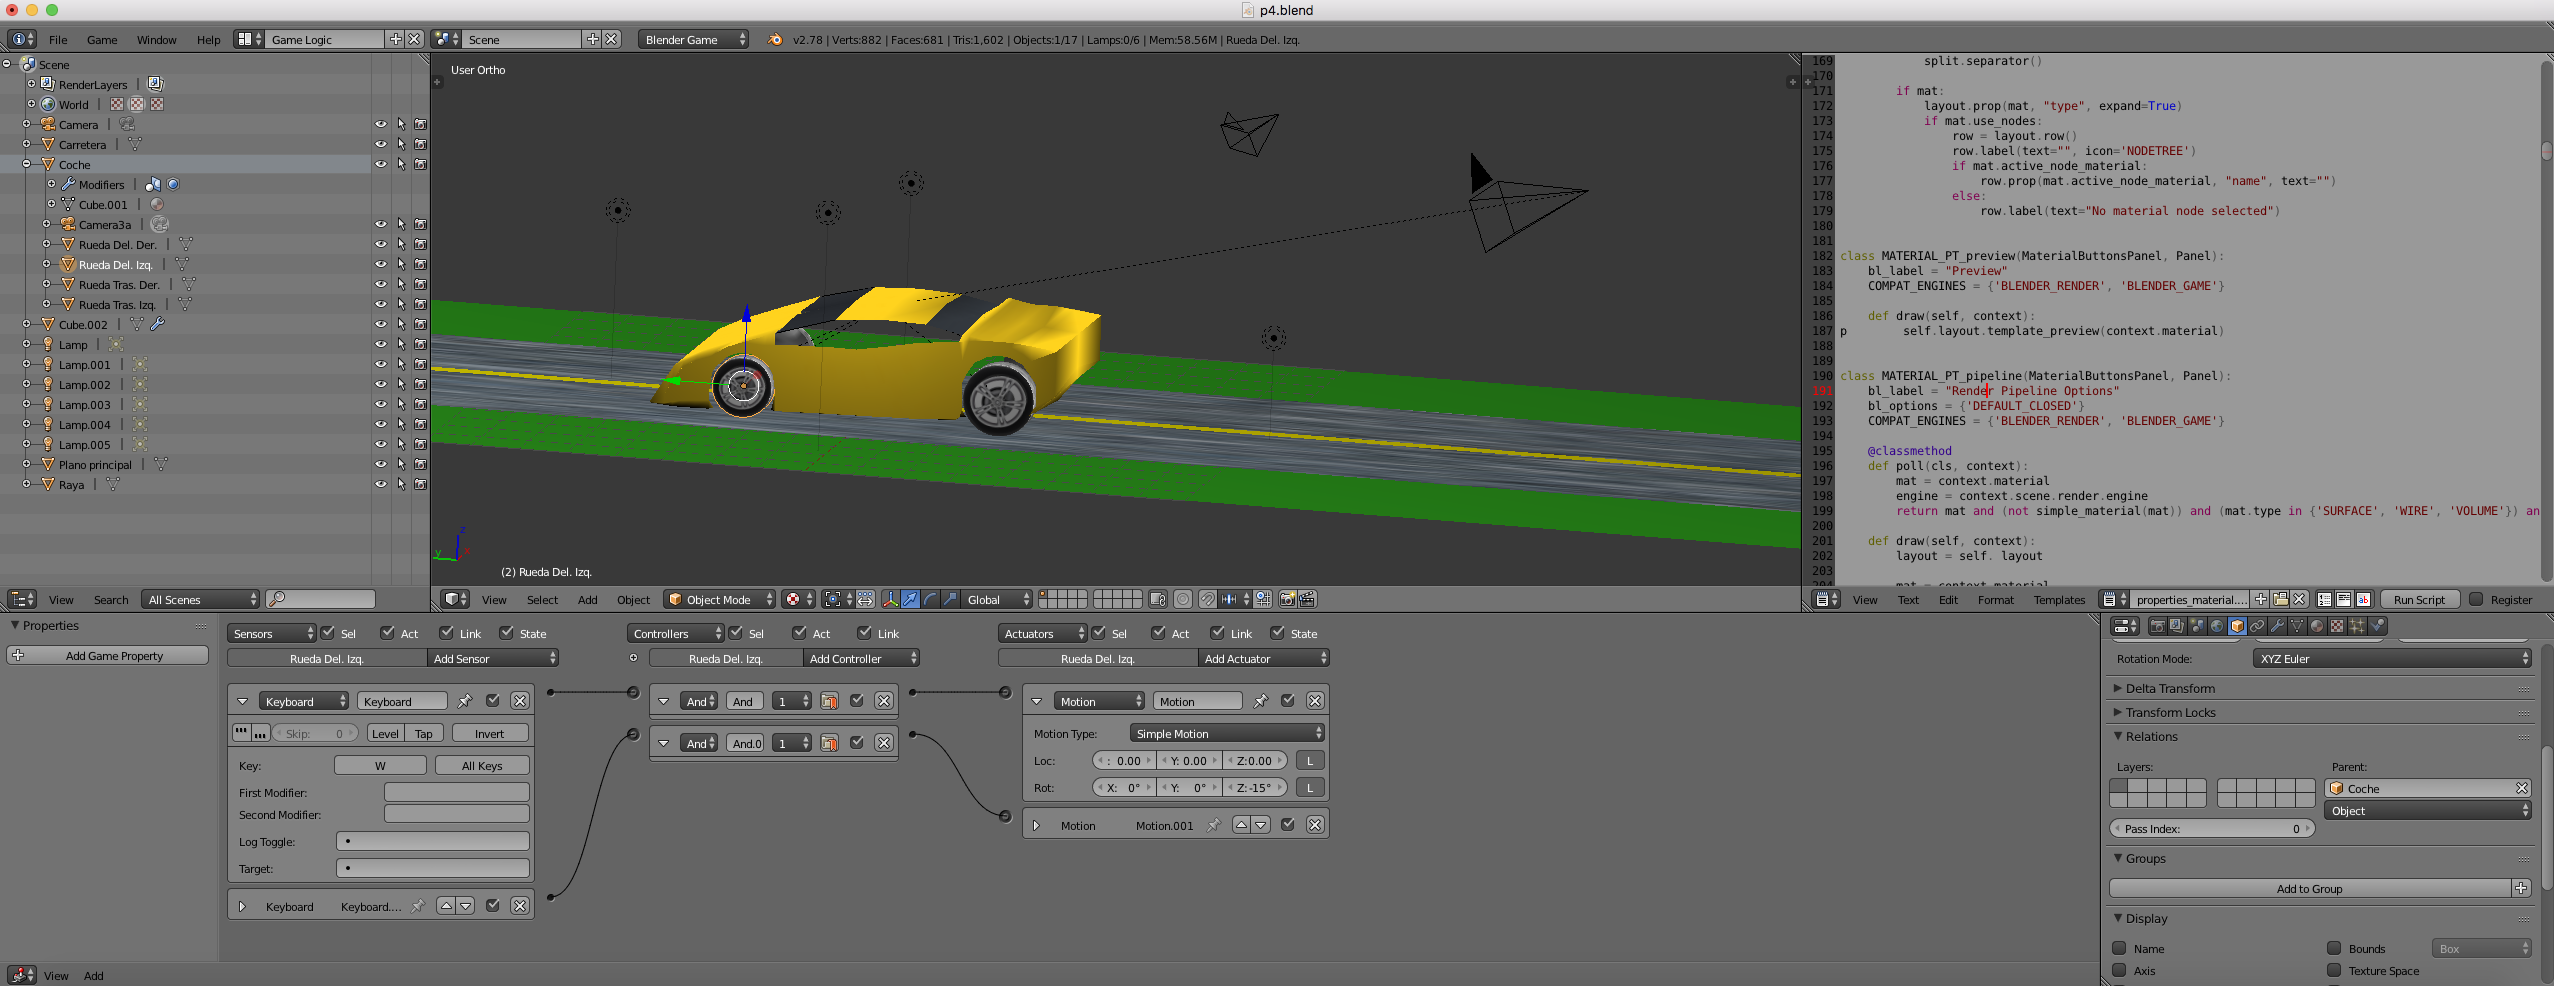 p4.blend
File Game Window Help Game Logic Scene Blender Game v2.78 | Verts:882 | Faces:681 | Tris:1,602 | Objects:1/17 | Lamps:0/6 | Mem:58.56M | Rueda Del. Izq.
Scene
RenderLayers
World
Camera
Carretera
Coche
Modifiers
Cube.001
Camera3a
Rueda Del. Der.
Rueda Del. Izq.
Rueda Tras. Der.
Rueda Tras. Izq.
Cube.002
Lamp
Lamp.001
Lamp.002
Lamp.003
Lamp.004
Lamp.005
Plano principal
Raya
View Search All Scenes
User Ortho
z
y
(2) Rueda Del. Izq.
View Select Add Object Object Mode Global
169 split.separator()
170
171 if mat:
172 layout.prop(mat, "type", expand=True)
173 if mat.use_nodes:
174 row = layout.row()
175 row.label(text="", icon='NODETREE')
176 if mat.active_node_material:
177 row.prop(mat.active_node_material, "name", text="")
178 else:
179 row.label(text="No material node selected")
180
181
182 class MATERIAL_PT_preview(MaterialButtonsPanel, Panel):
183 bl_label = "Preview"
184 COMPAT_ENGINES = {'BLENDER_RENDER', 'BLENDER_GAME'}
185
186 def draw(self, context):
187 p self.layout.template_preview(context.material)
188
189
190 class MATERIAL_PT_pipeline(MaterialButtonsPanel, Panel):
191 bl_label = "Render Pipeline Options"
192 bl_options = {'DEFAULT_CLOSED'}
193 COMPAT_ENGINES = {'BLENDER_RENDER', 'BLENDER_GAME'}
194
195 @classmethod
196 def poll(cls, context):
197 mat = context.material
198 engine = context.scene.render.engine
199 return mat and (not simple_material(mat)) and (mat.type in {'SURFACE', 'WIRE', 'VOLUME'}) an
200
201 def draw(self, context):
202 layout = self. layout
203
204 mat = context.material
View Text Edit Format Templates properties_material.... Run Script Register
Properties
Add Game Property
Sensors Sel Act Link State
Rueda Del. Izq. Add Sensor
Keyboard Keyboard
Skip: 0 Level Tap Invert
Key: W All Keys
First Modifier:
Second Modifier:
Log Toggle:
Target:
Keyboard Keyboard....
Controllers Sel Act Link
Rueda Del. Izq. Add Controller
And And 1
And And.0 1
Actuators Sel Act Link State
Rueda Del. Izq. Add Actuator
Motion Motion
Motion Type: Simple Motion
Loc: : 0.00 Y: 0.00 Z:0.00 L
Rot: X: 0° Y: 0° Z:-15° L
Motion Motion.001
View Add
Rotation Mode: XYZ Euler
Delta Transform
Transform Locks
Relations
Layers: Parent:
Coche
Object
Pass Index: 0
Groups
Add to Group
Display
Name Bounds Box
Axis Texture Space